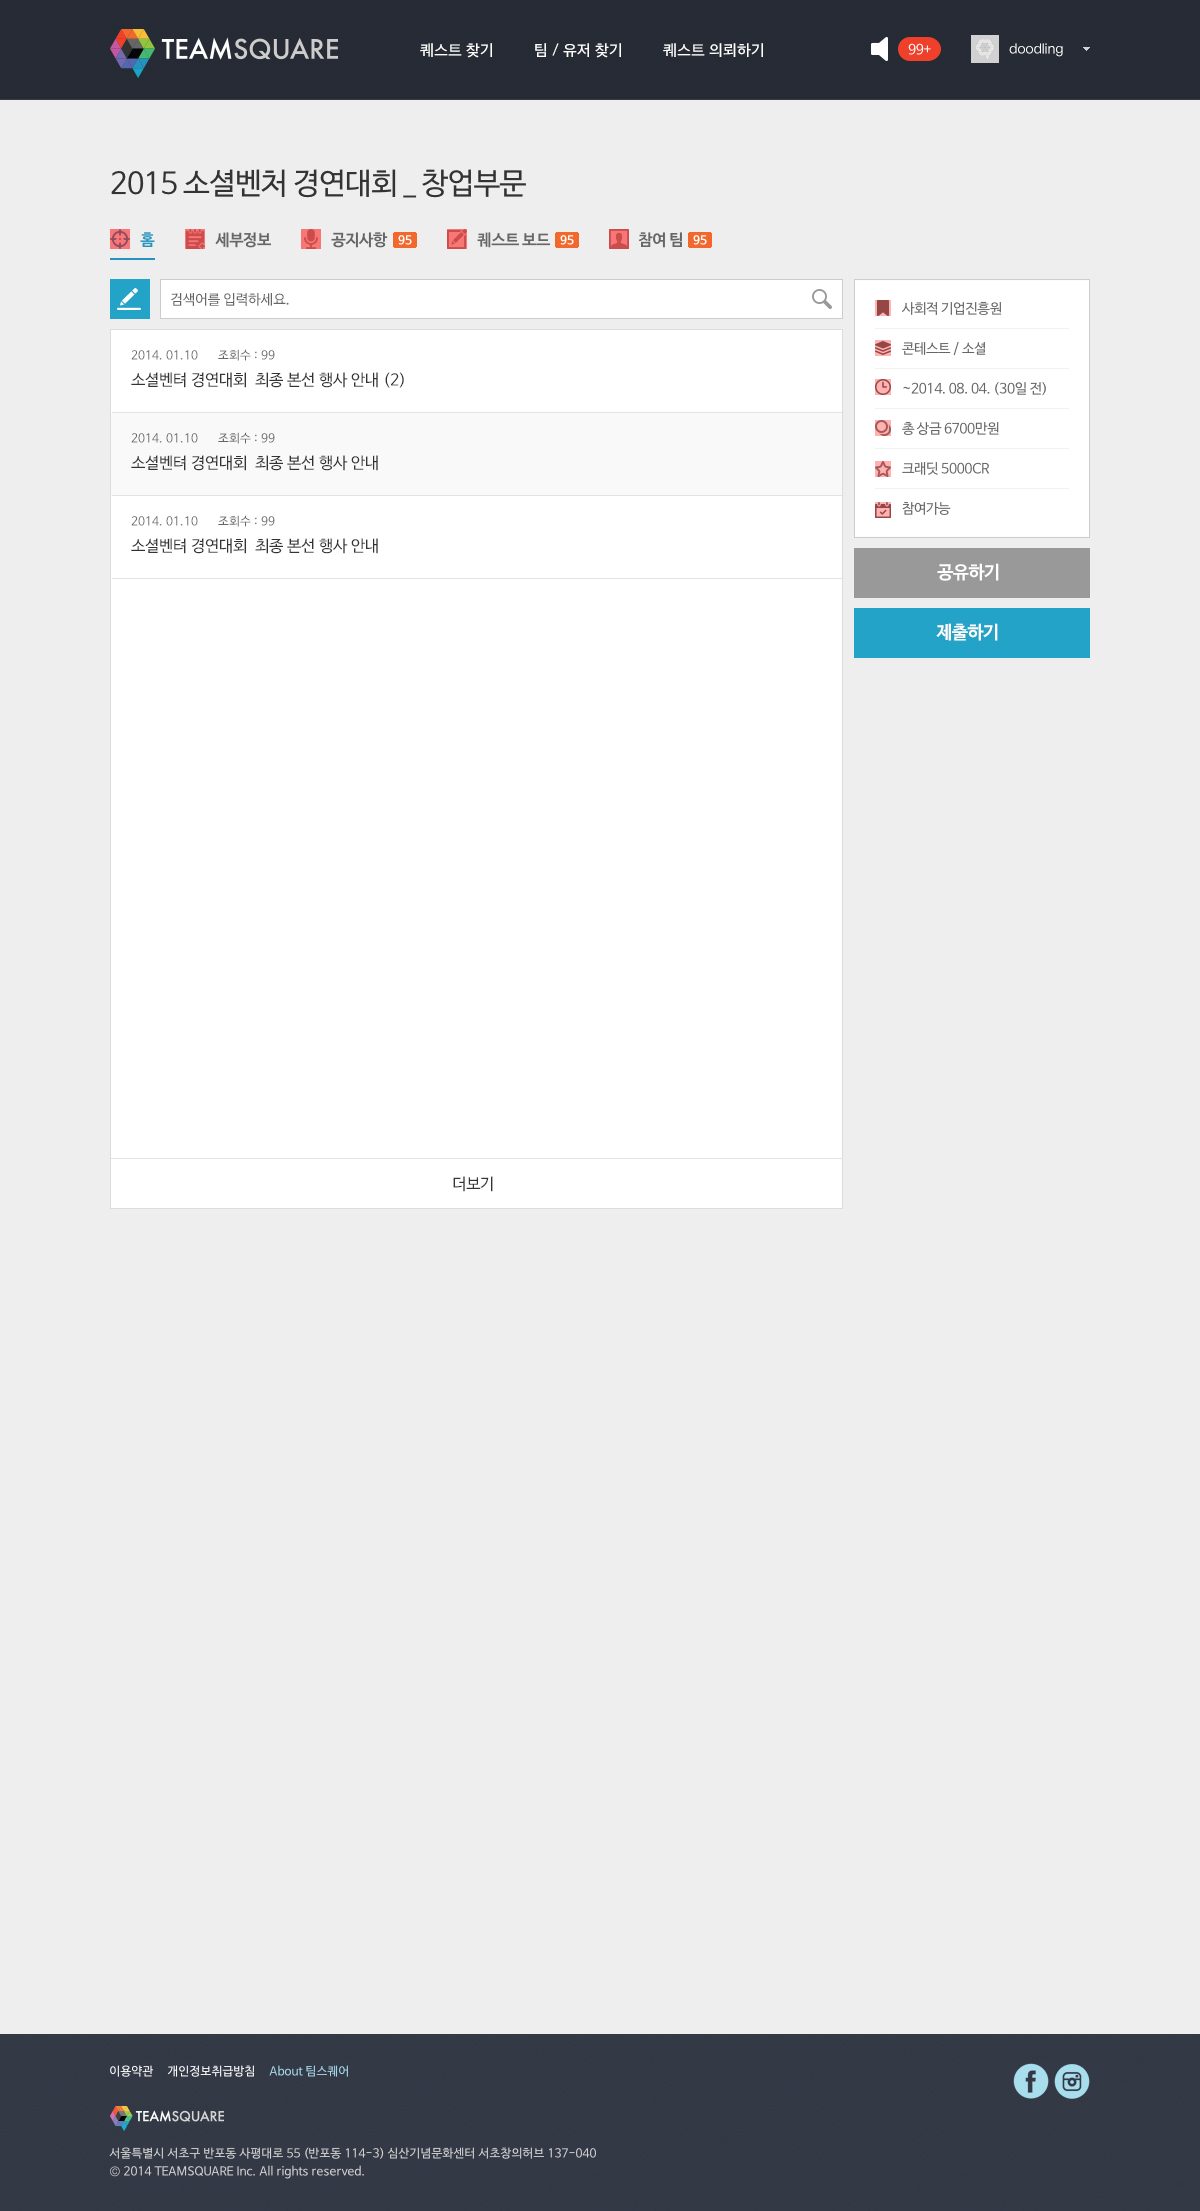 TEAMSQUARE
퀘스트 찾기 팀 / 유저 찾기 퀘스트 의뢰하기
99+ doodling
2015 소셜벤처 경연대회 _ 창업부문
홈 세부정보 공지사항 95 퀘스트 보드 95 참여 팀 95
검색어를 입력하세요.
2014. 01.10 조회수 : 99
소셜벤텨 경연대회 최종 본선 행사 안내 (2)
2014. 01.10 조회수 : 99
소셜벤텨 경연대회 최종 본선 행사 안내
2014. 01.10 조회수 : 99
소셜벤텨 경연대회 최종 본선 행사 안내
더보기
사회적 기업진흥원
콘테스트 / 소셜
~2014. 08. 04. (30일 전)
총 상금 6700만원
크래딧 5000CR
참여가능
공유하기
제출하기
이용약관 개인정보취급방침 About 팀스퀘어
TEAMSQUARE
서울특별시 서초구 반포동 사평대로 55 (반포동 114-3) 심산기념문화센터 서초창의허브 137-040
© 2014 TEAMSQUARE Inc. All rights reserved.